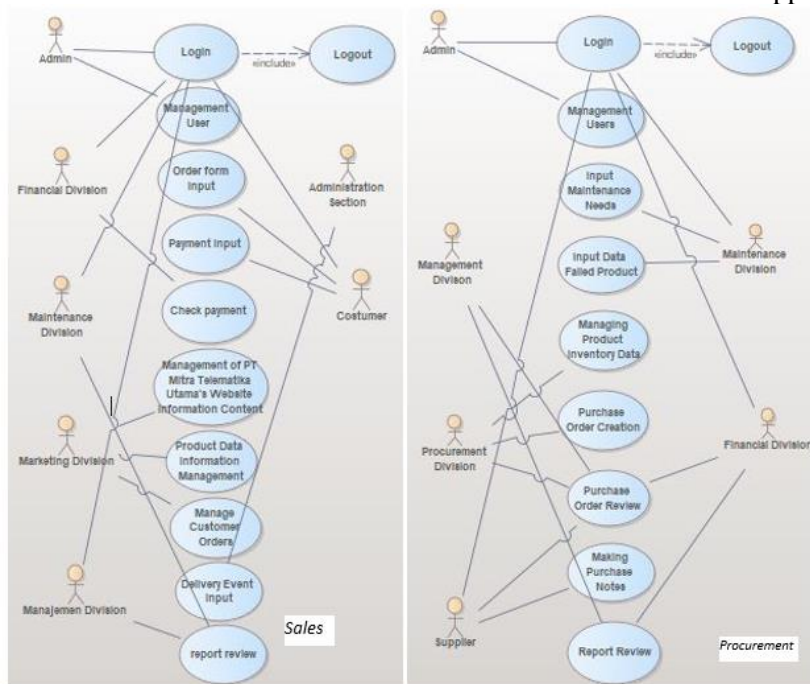 Login
Logout
«include»
Admin
Management
User
Financial Division
Order form
Input
Administration
Section
Payment Input
Maintenance
Division
Check payment
Costumer
Management of PT
Mitra Telematika
Utama's Website
Information Content
Marketing Division
Product Data
Information
Management
Manage
Customer
Orders
Manajemen Division
Delivery Event
Input
Sales
report review
Login
Logout
«include»
Admin
Management
Users
Input
Maintenance
Needs
Management
Divison
Input Data
Failed Product
Maintenance
Division
Managing
Product
Inventory Data
Procurement
Division
Purchase
Order Creation
Financial Division
Purchase
Order Review
Making
Purchase
Notes
Supplier
Report Review
Procurement